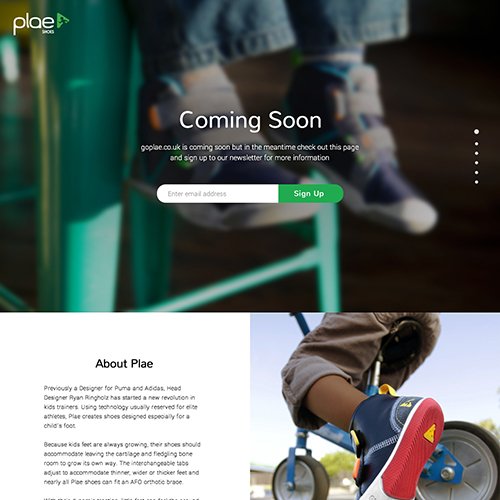 plae
SHOES
Coming Soon
goplae.co.uk is coming soon but in the meantime check out this page
and sign up to our newsletter for more information
Enter email address
Sign Up
About Plae
Previously a Designer for Puma and Adidas, Head
Designer Ryan Ringholz has started a new revolution in
kids trainers. Using technology usually reserved for elite
athletes, Plae creates shoes designed especially for a
child's foot.
Because kids feet are always growing, their shoes should
accommodate leaving the cartilage and fledgling bone
room to grow its own way. The interchangeable tabs
adjust to accommodate thinner, wider or thicker feet and
nearly all Plae shoes can fit an AFO orthotic brace.